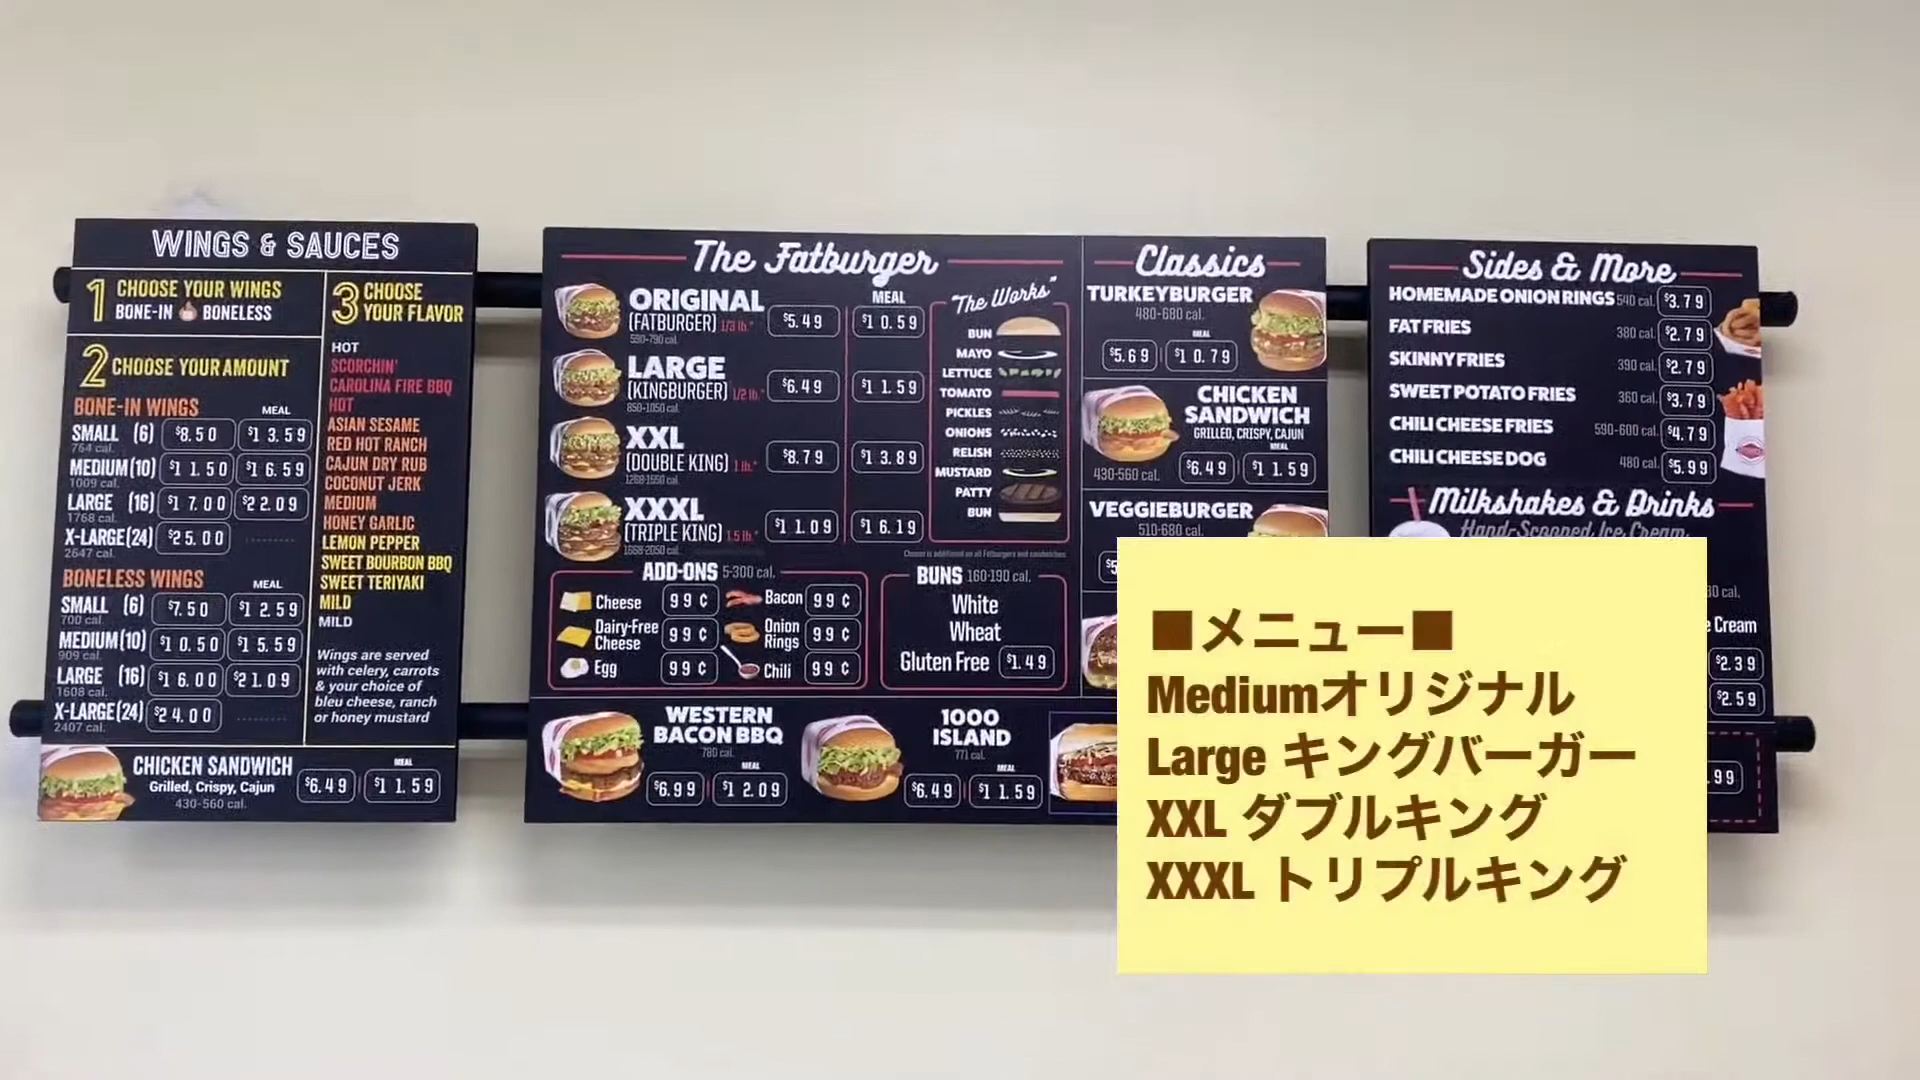 WINGS & SAUCES
1 CHOOSE YOUR WINGS
BONE-IN BONELESS
2 CHOOSE YOUR AMOUNT
BONE-IN WINGS MEAL
SMALL (6) $8.50 $13.59
764 cal.
MEDIUM (10) $11.50 $16.59
1009 cal.
LARGE (16) $17.00 $22.09
1768 cal.
X-LARGE (24) $25.00
2647 cal.
BONELESS WINGS MEAL
SMALL (6) $7.50 $12.59
700 cal.
MEDIUM (10) $10.50 $15.59
909 cal.
LARGE (16) $16.00 $21.09
1608 cal.
X-LARGE (24) $24.00
2407 cal.
3 CHOOSE
YOUR FLAVOR
HOT
SCORCHIN'
CAROLINA FIRE BBQ
HOT
ASIAN SESAME
RED HOT RANCH
CAJUN DRY RUB
COCONUT JERK
MEDIUM
HONEY GARLIC
LEMON PEPPER
SWEET BOURBON BBQ
SWEET TERIYAKI
MILD
MILD
Wings are served
with celery, carrots
& your choice of
bleu cheese, ranch
or honey mustard
CHICKEN SANDWICH
Grilled, Crispy, Cajun
430-560 cal.
$6.49
MEAL
$11.59
The Fatburger
MEAL
ORIGINAL
(FATBURGER) 1/3 lb.* $5.49 $10.59
590-790 cal.
LARGE
(KINGBURGER) 1/2 lb.* $6.49 $11.59
850-1050 cal.
XXL
(DOUBLE KING) 1 lb.* $8.79 $13.89
XXXL
(TRIPLE KING) 1.5 lb.* $11.09 $16.19
1668-2050 cal.
"The Works"
BUN
MAYO
LETTUCE
TOMATO
PICKLES
ONIONS
RELISH
MUSTARD
PATTY
BUN
Cheese is additional on all Fatburgers and sandwiches
ADD-ONS 5-300 cal.
Cheese 99¢
Dairy-Free
Cheese 99¢
Egg 99¢
Bacon 99¢
Onion
Rings 99¢
Chili 99¢
BUNS 160-190 cal.
White
Wheat
Gluten Free $1.49
WESTERN
BACON BBQ
780 cal.
MEAL
$6.99 $12.09
1000
ISLAND
771 cal.
MEAL
$6.49 $11.59
Classics
TURKEYBURGER
480-680 cal.
MEAL
$5.69 $10.79
CHICKEN
SANDWICH
GRILLED, CRISPY, CAJUN
MEAL
430-560 cal. $6.49 $11.59
VEGGIEBURGER
510-680 cal.
Sides & More
HOMEMADE ONION RINGS 540 cal. $3.79
FAT FRIES 380 cal. $2.79
SKINNY FRIES 390 cal. $2.79
SWEET POTATO FRIES 360 cal. $3.79
CHILI CHEESE FRIES 590-600 cal. $4.79
CHILI CHEESE DOG 480 cal. $5.99
Milkshakes & Drinks
Hand-Scooped Ice Cream
Cream
$2.39
$2.59
.99
■メニュー■
Mediumオリジナル
Large キングバーガー
XXL ダブルキング
XXXL トリプルキング